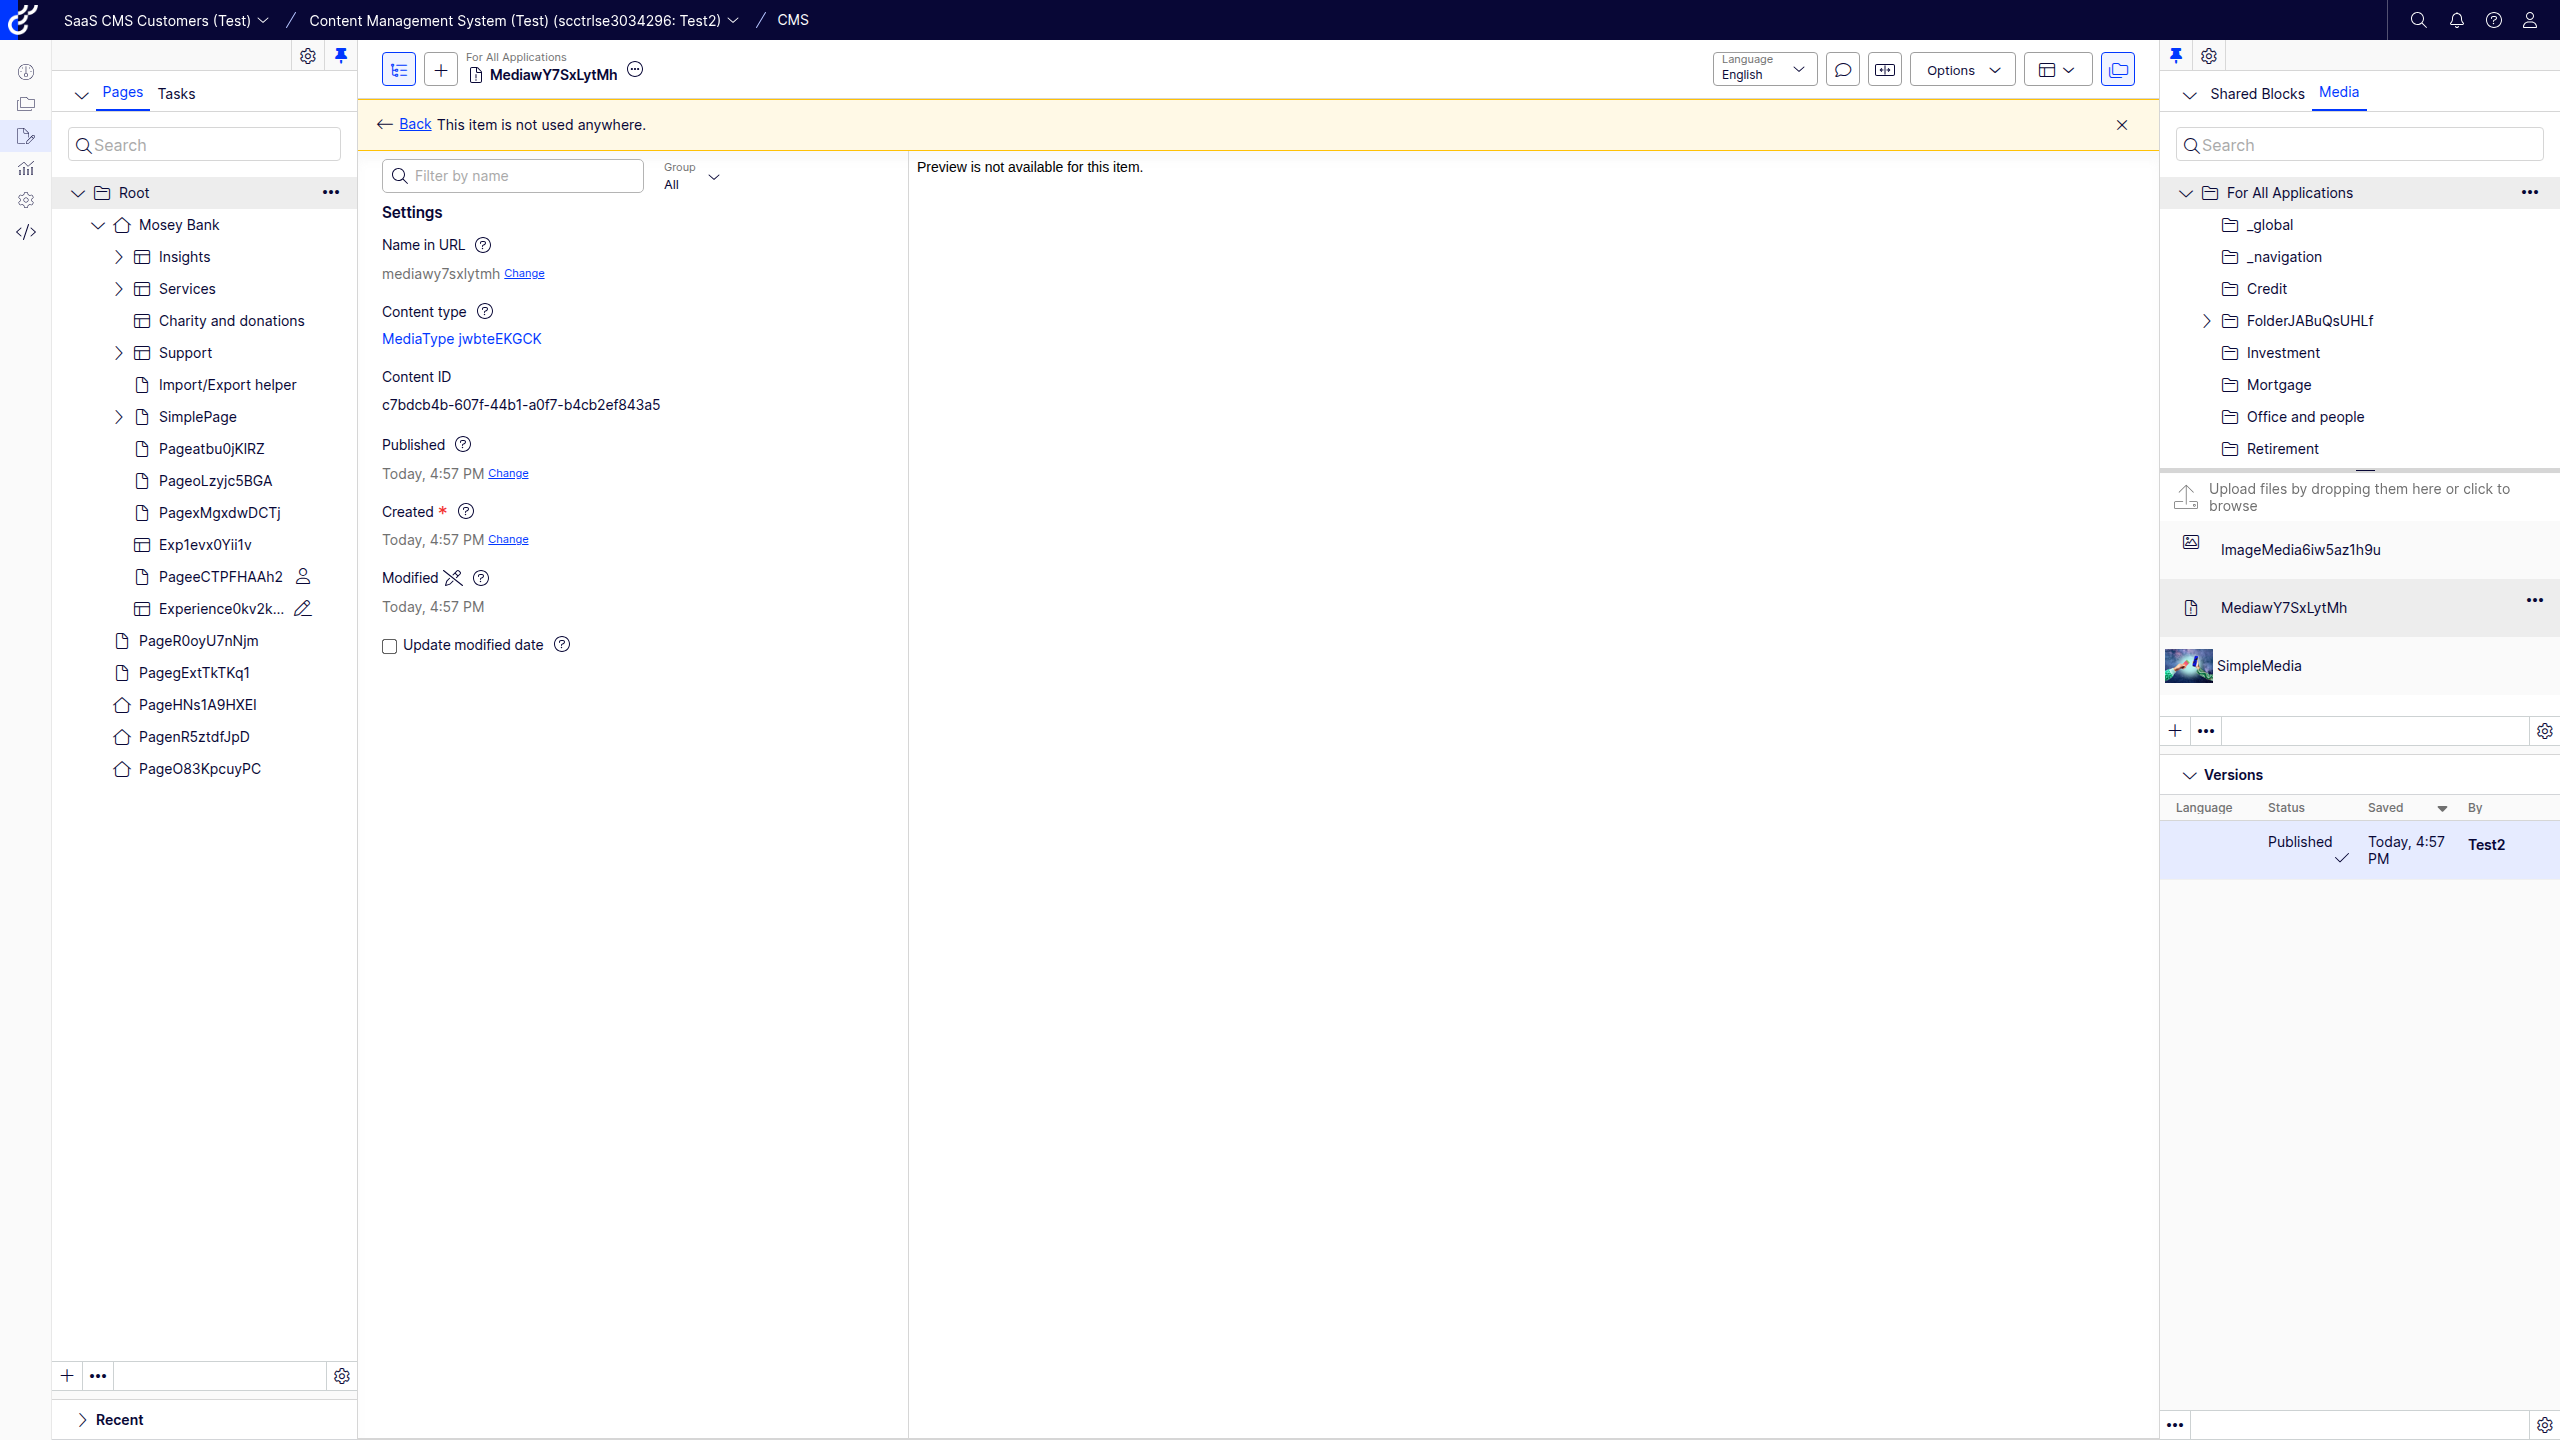 SaaS CMS Customers (Test)
Content Management System (Test) (scctrlse3034296: Test2)
CMS
Pages
Tasks
Search
Root
Mosey Bank
Insights
Services
Charity and donations
Support
Import/Export helper
SimplePage
Pageatbu0jKlRZ
PageoLzyjc5BGA
PagexMgxdwDCTj
Exp1evx0Yii1v
PageeCTPFHAAh2
Experience0kv2k...
PageR0oyU7nNjm
PagegExtTkTKq1
PageHNs1A9HXEl
PagenR5ztdfJpD
PageO83KpcuyPC
Recent
For All Applications
MediawY7SxLytMh
Language
English
Options
Back This item is not used anywhere.
Filter by name
Group
All
Settings
Name in URL
mediawy7sxlytmh Change
Content type
MediaType jwbteEKGCK
Content ID
c7bdcb4b-607f-44b1-a0f7-b4cb2ef843a5
Published
Today, 4:57 PM Change
Created *
Today, 4:57 PM Change
Modified
Today, 4:57 PM
Update modified date
Preview is not available for this item.
Shared Blocks
Media
Search
For All Applications
_global
_navigation
Credit
FolderJABuQsUHLf
Investment
Mortgage
Office and people
Retirement
Upload files by dropping them here or click to
browse
ImageMedia6iw5az1h9u
MediawY7SxLytMh
SimpleMedia
Versions
Language Status Saved By
Published Today, 4:57 Test2
PM